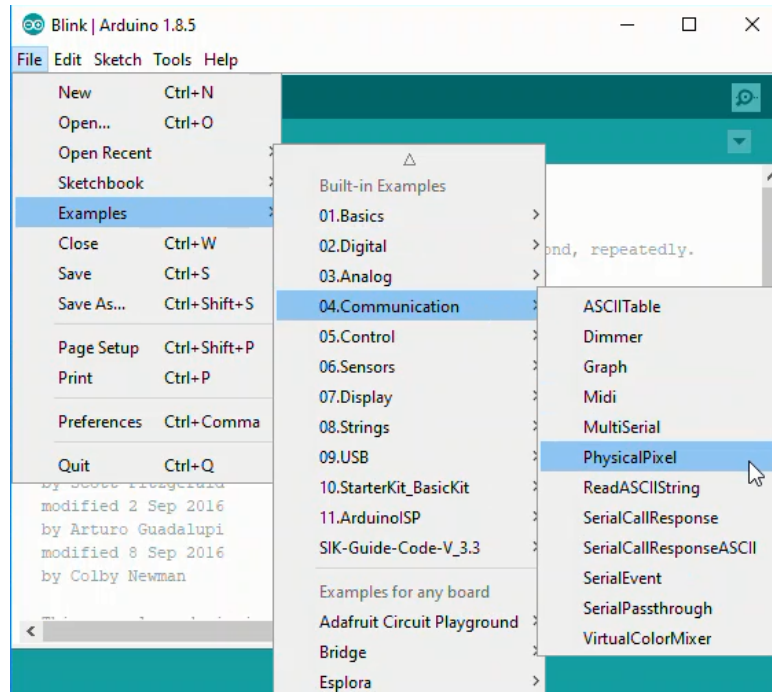 Blink | Arduino 1.8.5
File Edit Sketch Tools Help
New Ctrl+N
Open... Ctrl+O
Open Recent
Sketchbook
Examples
Close Ctrl+W
Save Ctrl+S
Save As... Ctrl+Shift+S
Page Setup Ctrl+Shift+P
Print Ctrl+P
Preferences Ctrl+Comma
Quit Ctrl+Q
Built-in Examples
01.Basics
02.Digital
03.Analog
04.Communication
05.Control
06.Sensors
07.Display
08.Strings
09.USB
10.StarterKit_BasicKit
11.ArduinoISP
SIK-Guide-Code-V_3.3
Examples for any board
Adafruit Circuit Playground
Bridge
Esplora
ASCIITable
Dimmer
Graph
Midi
MultiSerial
PhysicalPixel
ReadASCIIString
SerialCallResponse
SerialCallResponseASCII
SerialEvent
SerialPassthrough
VirtualColorMixer
ond, repeatedly.
by Scott Fitzgerald
modified 2 Sep 2016
by Arturo Guadalupi
modified 8 Sep 2016
by Colby Newman